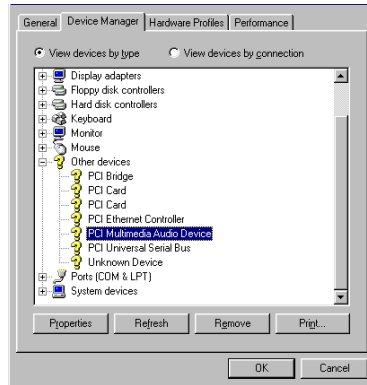 General Device Manager Hardware Profiles Performance
View devices by type View devices by connection
Display adapters
Floppy disk controllers
Hard disk controllers
Keyboard
Monitor
Mouse
Other devices
PCI Bridge
PCI Card
PCI Card
PCI Ethernet Controller
PCI Multimedia Audio Device
PCI Universal Serial Bus
Unknown Device
Ports (COM & LPT)
System devices
Properties Refresh Remove Print...
OK Cancel